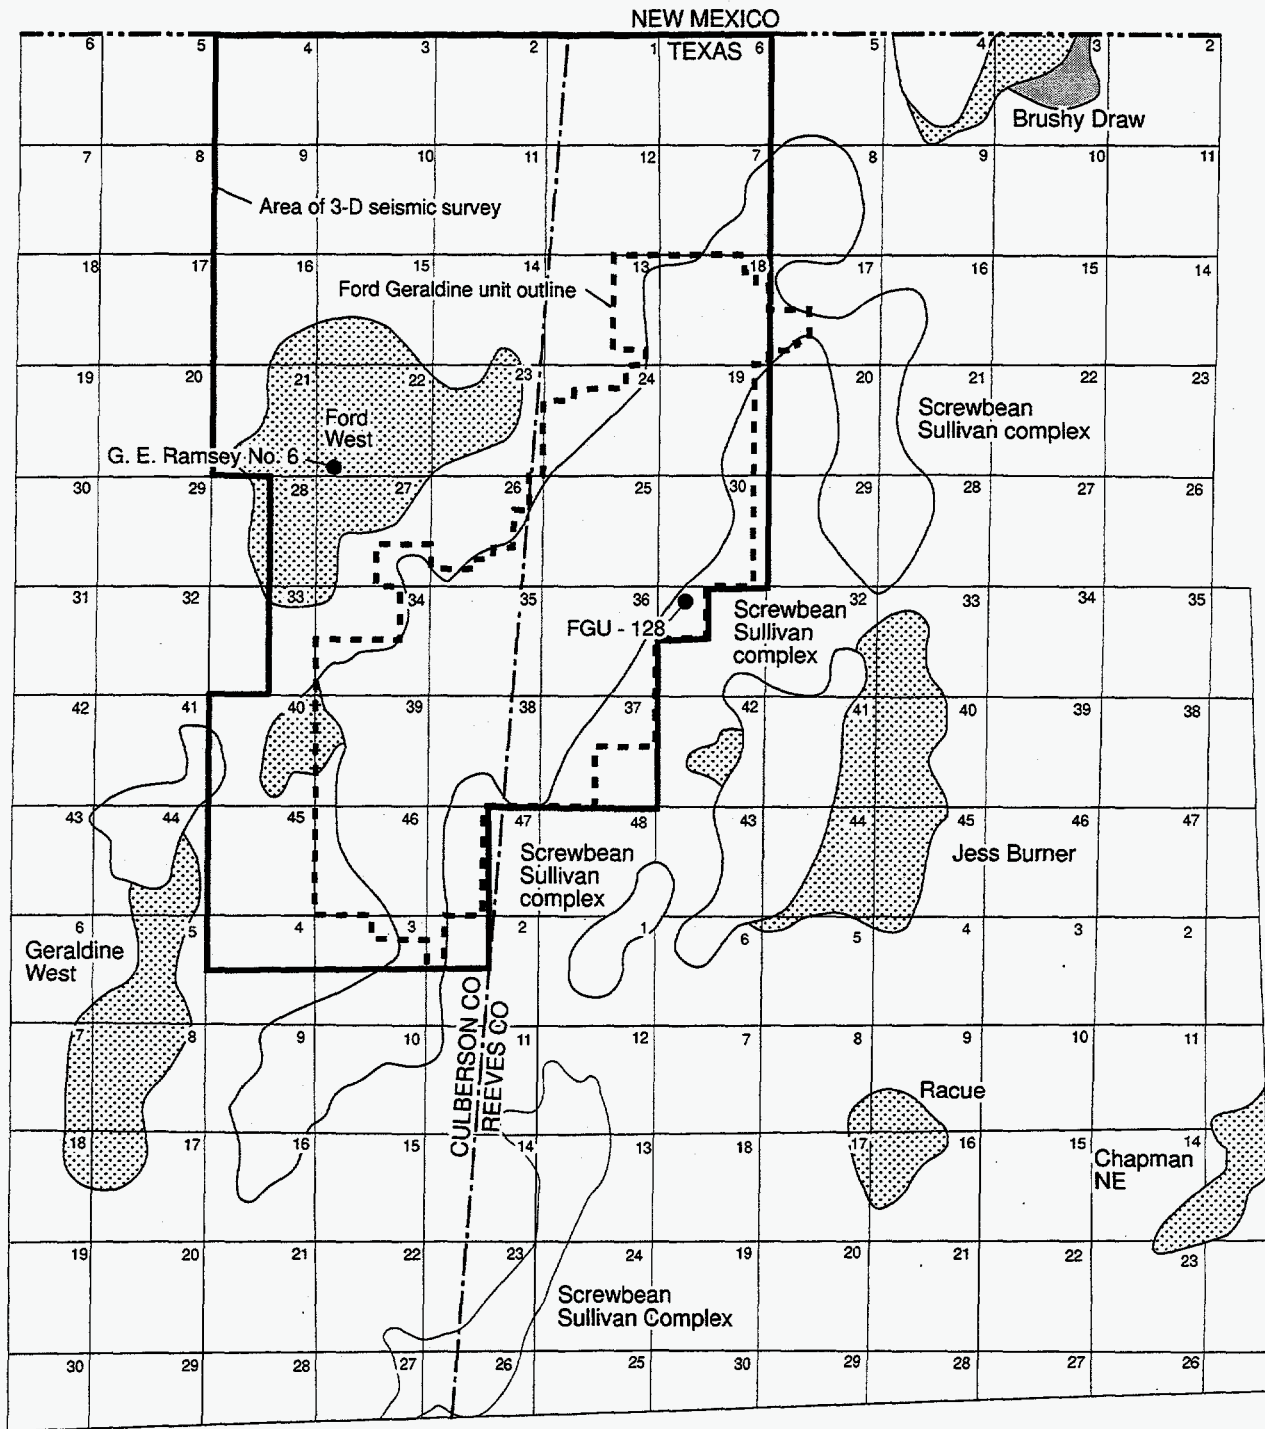 NEW MEXICO
6 5 4 3 2 1 TEXAS 6 5 4 3 2
Brushy Draw
7 8 9 10 11 12 7 8 9 10 11
Area of 3-D seismic survey
18 17 16 15 14 13 18 17 16 15 14
Ford Geraldine unit outline
19 20 21 22 23 24 19 20 21 22 23
Ford
West
Screwbean
Sullivan complex
G. E. Ramsey No. 6
30 29 28 27 26 25 30 29 28 27 26
31 32 33 34 35 36 32 33 34 35
FGU - 128
Screwbean
Sullivan
complex
42 41 40 39 38 37 42 41 40 39 38
43 44 45 46 47 48 43 44 45 46 47
Screwbean
Sullivan
complex
Jess Burner
6 5 4 3 2 1 6 5 4 3 2
Geraldine
West
CULBERSON CO
REEVES CO
7 8 9 10 11 12 7 8 9 10 11
Racue
18 17 16 15 14 13 18 17 16 15 14
Chapman
NE
19 20 21 22 23 24 19 20 21 22 23
Screwbean
Sullivan Complex
30 29 28 27 26 25 30 29 28 27 26